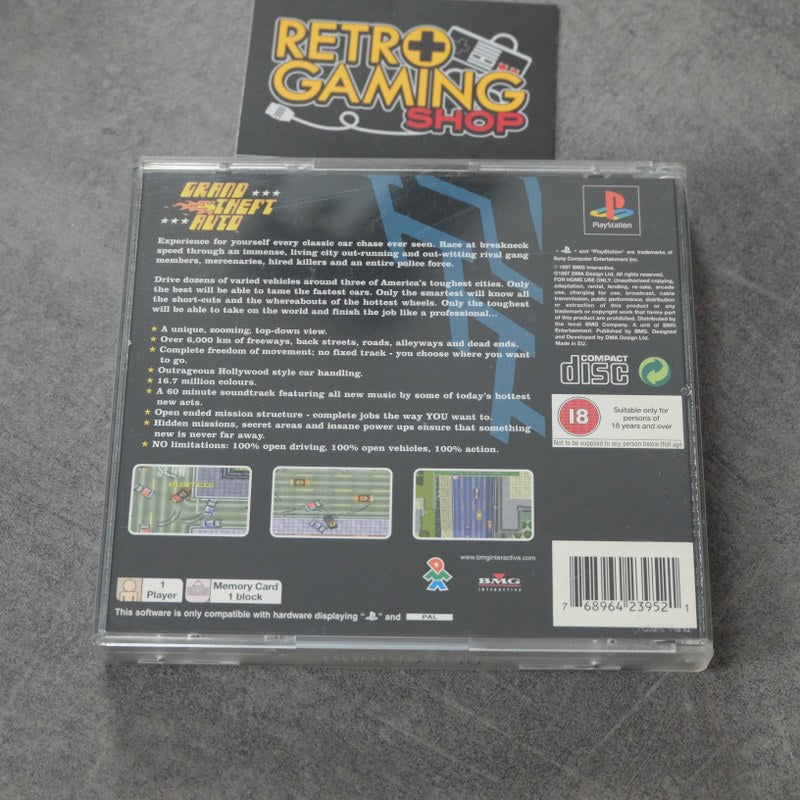 RETRO
GAMING
SHOP
GRAND
THEFT
AUTO
PlayStation
Experience for yourself every classic car chase ever seen. Race at breakneck
speed through an immense, living city out-running and out-witting rival gang
members, mercenaries, hired killers and an entire police force.
Drive dozens of varied vehicles around three of America's toughest cities. Only
the best will be able to tame the fastest cars. Only the smartest will know all
the short-cuts and the whereabouts of the hottest wheels. Only the toughest
will be able to take on the world and finish the job like a professional...
★ A unique, zooming, top-down view.
★ Over 6,000 km of freeways, back streets, roads, alleyways and dead ends.
★ Complete freedom of movement; no fixed track - you choose where you want
to go.
★ Outrageous Hollywood style car handling.
★ 16.7 million colours.
★ A 60 minute soundtrack featuring all new music by some of today's hottest
new acts.
★ Open ended mission structure - complete jobs the way YOU want to.
★ Hidden missions, secret areas and insane power ups ensure that something
new is never far away.
★ NO limitations: 100% open driving, 100% open vehicles, 100% action.
" " and "PlayStation" are trademarks of
Sony Computer Entertainment Inc.
© 1997 BMG Interactive.
©1997 DMA Design Ltd. All rights reserved.
FOR HOME USE ONLY. Unauthorised copying,
adaptation, rental, lending, re-sale, arcade
use, charging for use, broadcast, cable
transmission, public performance, distribution
or extraction of this product or any
trademark or copyright work that forms part
of this product are prohibited. Distributed by
the local BMG Company. A unit of BMG
Entertainment. Published by BMG. Designed
and Developed by DMA Design Ltd.
Made in EU.
COMPACT
disc
18
Suitable only for
persons of
18 years and over
Not to be supplied to any person below that age
BUSTED!
www.bmginteractive.com
DMA
BMG
INTERACTIVE
1
Player
Memory Card
1 block
This software is only compatible with hardware displaying " " and PAL
7 68964 23952 1